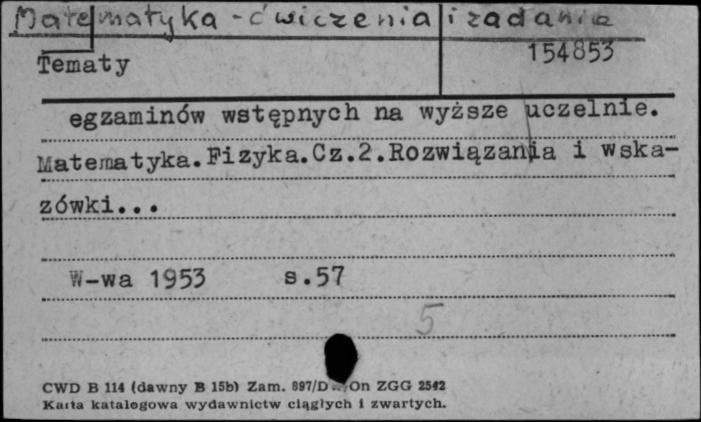 Matematyka - ćwiczenia i zadania
Tematy
154853
egzaminów wstępnych na wyższe uczelnie.
Matematyka.Fizyka.Cz.2.Rozwiązania i wska-
zówki...
W-wa 1953 s.57
5
CWD B 114 (dawny B 15b) Zam. 897/D On ZGG 2542
Karta katalogowa wydawnictw ciągłych i zwartych.